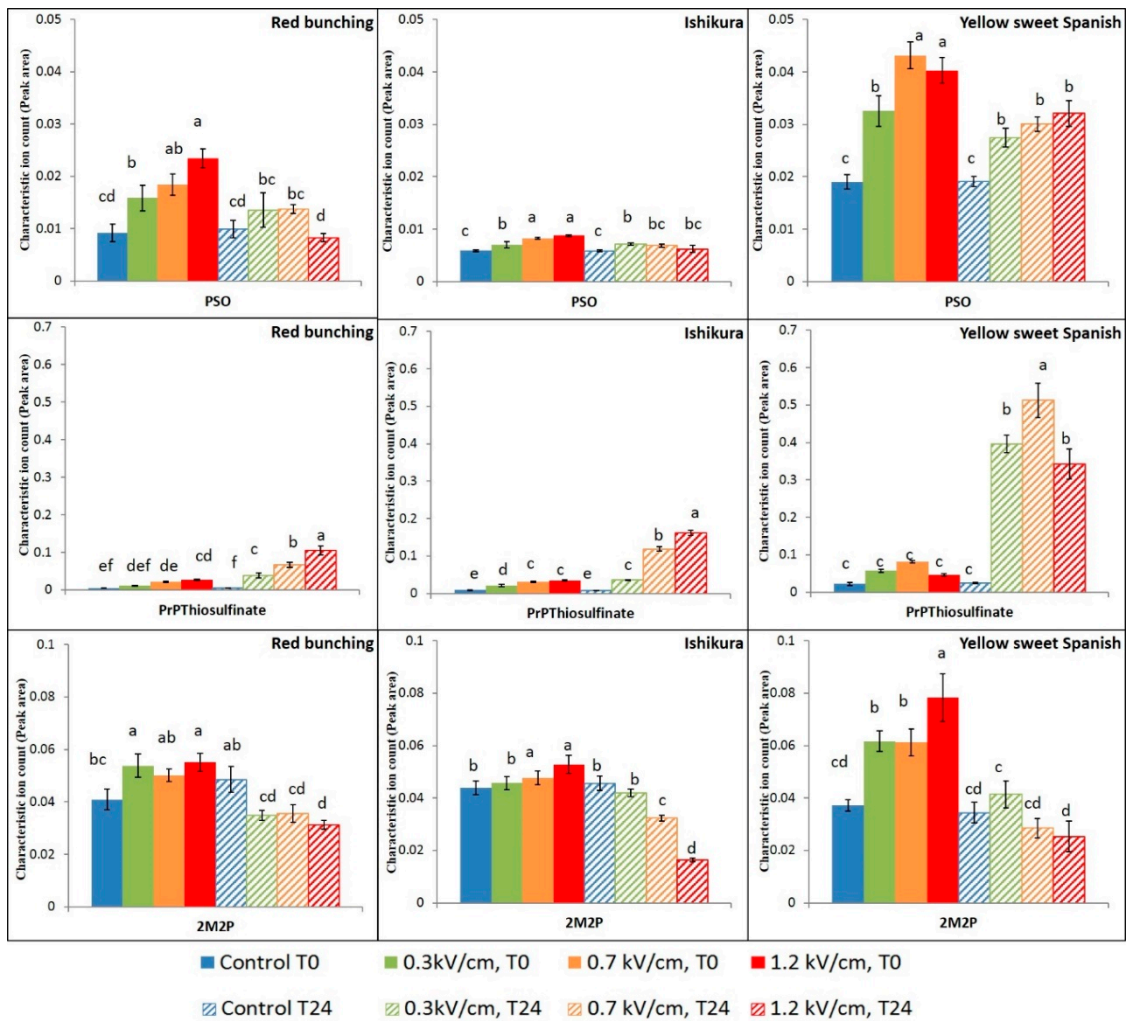 Red bunching
Characteristic ion count (Peak area)
0.05
0.04
0.03
0.02
0.01
0
cd
b
ab
a
cd
bc
bc
d
PSO
Ishikura
Characteristic ion count (Peak area)
0.05
0.04
0.03
0.02
0.01
0
c
b
a
a
c
b
bc
bc
PSO
Yellow sweet Spanish
Characteristic ion count (Peak area)
0.05
0.04
0.03
0.02
0.01
0
c
b
a
a
c
b
b
b
PSO
Red bunching
Characteristic ion count (Peak area)
0.7
0.6
0.5
0.4
0.3
0.2
0.1
0
ef
def
de
cd
f
c
b
a
PrPThiosulfinate
Ishikura
Characteristic ion count (Peak area)
0.7
0.6
0.5
0.4
0.3
0.2
0.1
0
e
d
c
c
e
c
b
a
PrPThiosulfinate
Yellow sweet Spanish
Characteristic ion count (Peak area)
0.7
0.6
0.5
0.4
0.3
0.2
0.1
0
c
c
c
c
c
b
a
b
PrPThiosulfinate
Red bunching
Characteristic ion count (Peak area)
0.1
0.08
0.06
0.04
0.02
0
bc
a
ab
a
ab
cd
cd
d
2M2P
Ishikura
Characteristic ion count (Peak area)
0.1
0.08
0.06
0.04
0.02
0
b
b
a
a
b
b
c
d
2M2P
Yellow sweet Spanish
Characteristic ion count (Peak area)
0.1
0.08
0.06
0.04
0.02
0
cd
b
b
a
cd
c
cd
d
2M2P
Control T0
0.3kV/cm, T0
0.7 kV/cm, T0
1.2 kV/cm, T0
Control T24
0.3kV/cm, T24
0.7 kV/cm, T24
1.2 kV/cm, T24